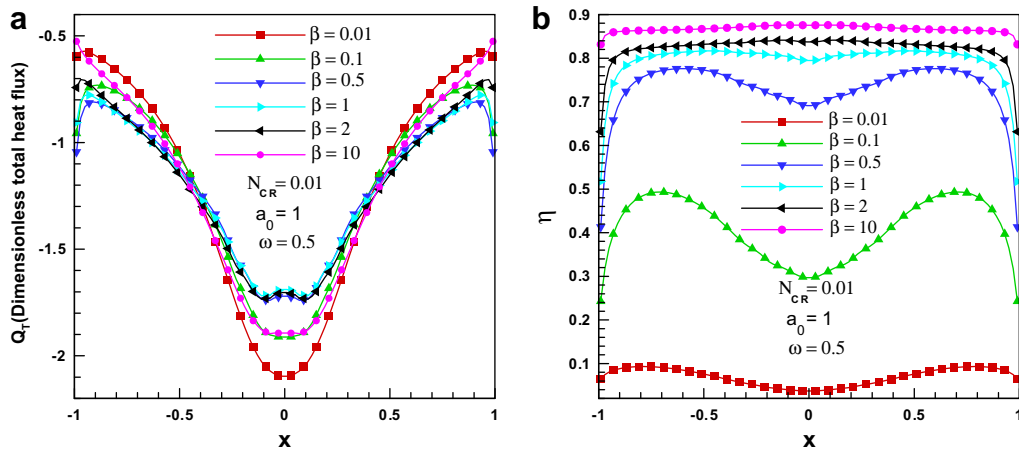 a
Q_T(Dimensionless total heat flux)
-0.5
-1
-1.5
-2
β = 0.01
β = 0.1
β = 0.5
β = 1
β = 2
β = 10
N_CR = 0.01
a_0 = 1
ω = 0.5
-1
-0.5
0
0.5
1
x
b
η
0.9
0.8
0.7
0.6
0.5
0.4
0.3
0.2
0.1
β = 0.01
β = 0.1
β = 0.5
β = 1
β = 2
β = 10
N_CR = 0.01
a_0 = 1
ω = 0.5
-1
-0.5
0
0.5
1
x